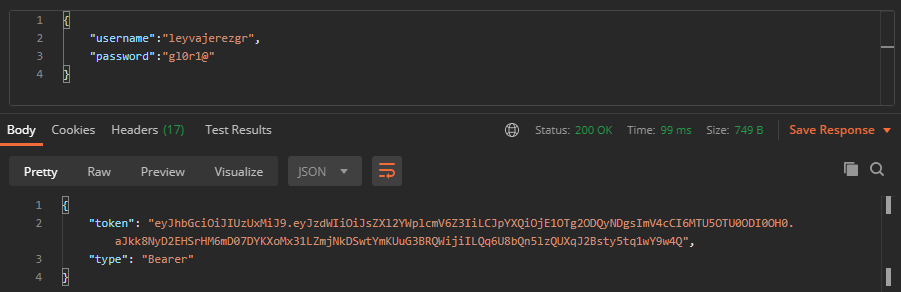 1 {
2 "username":"leyvajerezgr",
3 "password":"gl0r1@"
4 }
Body Cookies Headers (17) Test Results Status: 200 OK Time: 99 ms Size: 749 B Save Response
Pretty Raw Preview Visualize JSON
1 {
2 "token": "eyJhbGciOiJIUzUxMiJ9.eyJzdWIiOiJsZXl2YWplcmV6Z3IiLCJpYXQiOjE1OTg2ODQyNDgsImV4cCI6MTU5OTU0ODI0OH0.
aJkk8NyD2EHSrHM6mD07DYKXoMx31LZmjNkDSwtYmKUuG3BRQWijiILQq6U8bQn5lzQUXqJ2Bsty5tq1wY9w4Q",
3 "type": "Bearer"
4 }